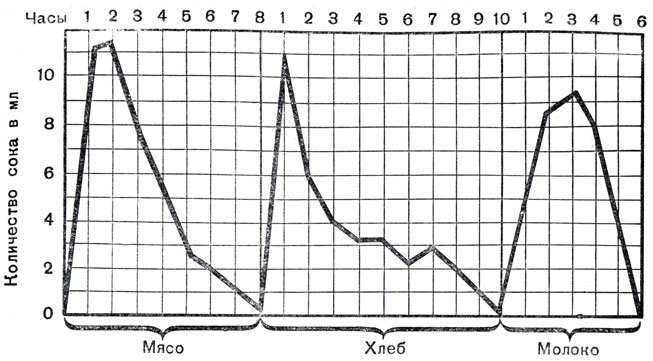 Часы 1 2 3 4 5 6 7 8 1 2 3 4 5 6 7 8 9 10 1 2 3 4 5 6
Количество сока в мл
10
8
6
4
2
0
Мясо Хлеб Молоко